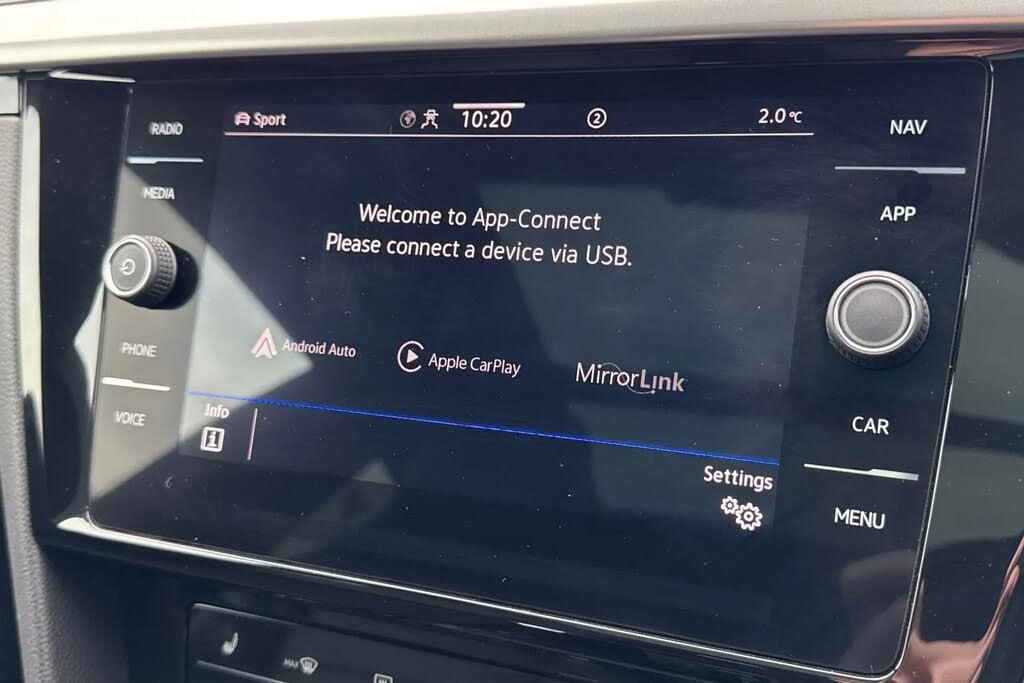 RADIO
MEDIA
PHONE
VOICE
Sport
10:20
2
2.0°C
Welcome to App-Connect
Please connect a device via USB.
Android Auto
Apple CarPlay
MirrorLink
Info
i
Settings
NAV
APP
CAR
MENU
MAX